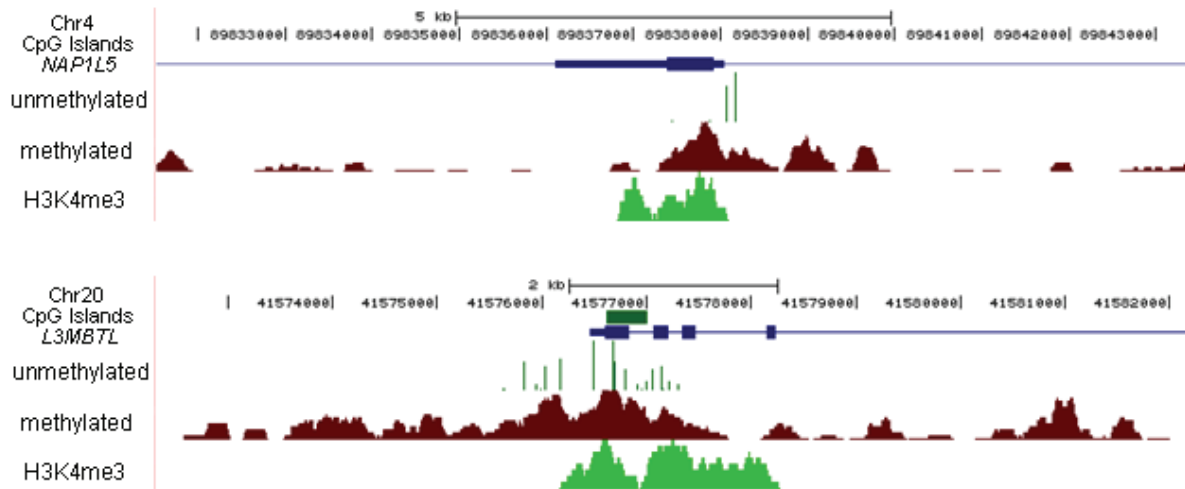 5 kb
Chr4
89833000| 89834000| 89835000| 89836000| 89837000| 89838000| 89839000| 89840000| 89841000| 89842000| 89843000|
CpG Islands
NAP1L5
unmethylated
methylated
H3K4me3
2 kb
Chr20
41574000| 41575000| 41576000| 41577000| 41578000| 41579000| 41580000| 41581000| 41582000|
CpG Islands
L3MBTL
unmethylated
methylated
H3K4me3